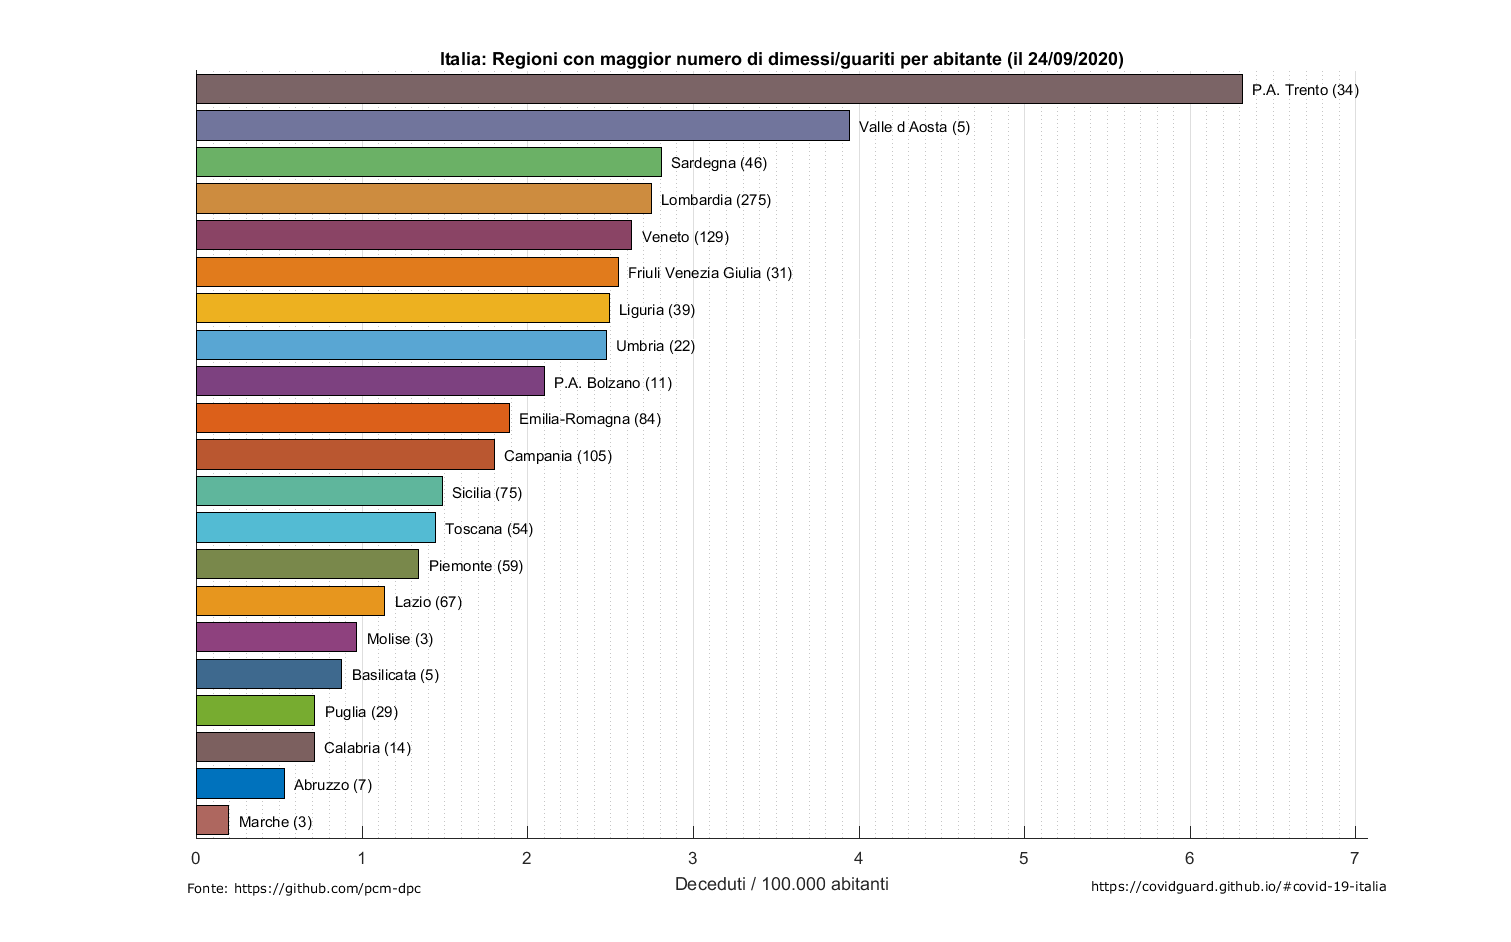 Italia: Regioni con maggior numero di dimessi/guariti per abitante (il 24/09/2020)
P.A. Trento (34)
Valle d Aosta (5)
Sardegna (46)
Lombardia (275)
Veneto (129)
Friuli Venezia Giulia (31)
Liguria (39)
Umbria (22)
P.A. Bolzano (11)
Emilia-Romagna (84)
Campania (105)
Sicilia (75)
Toscana (54)
Piemonte (59)
Lazio (67)
Molise (3)
Basilicata (5)
Puglia (29)
Calabria (14)
Abruzzo (7)
Marche (3)
0 1 2 3 4 5 6 7
Deceduti / 100.000 abitanti
Fonte: https://github.com/pcm-dpc
https://covidguard.github.io/#covid-19-italia